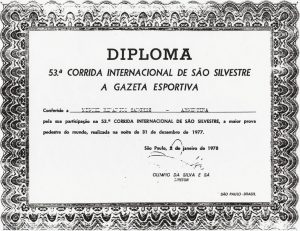 DIPLOMA
53.ª CORRIDA INTERNACIONAL DE SÃO SILVESTRE
A GAZETA ESPORTIVA
Conferido a
pela sua participação na 53.ª CORRIDA INTERNACIONAL DE SÃO SILVESTRE, a maior prova
pedestre do mundo, realizada na noite de 31 de dezembro de 1977.
São Paulo, de janeiro de 1978
OLIMPIO DA SILVA E SÁ
DIRETOR
SÃO PAULO - BRASIL